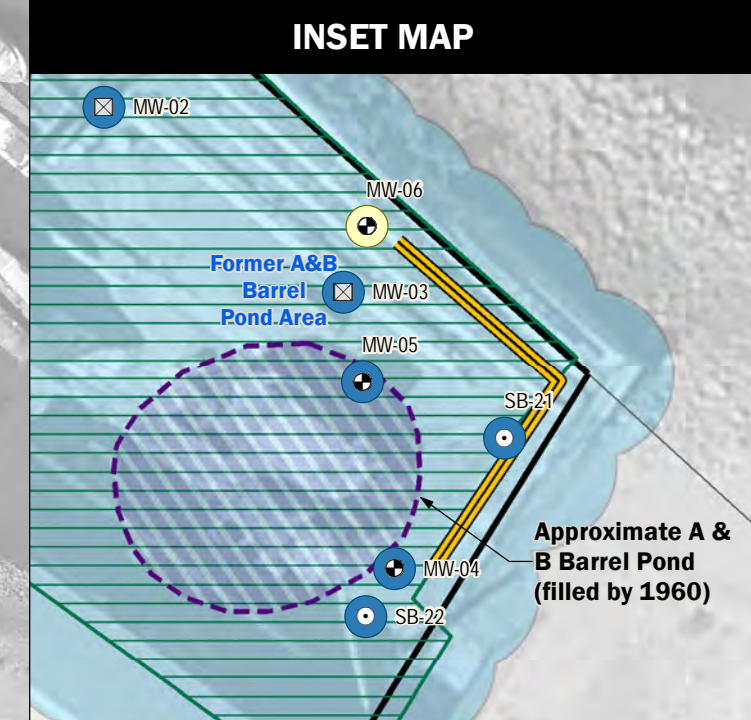 INSET MAP
MW-02
MW-06
Former A&B
Barrel
Pond Area
MW-03
MW-05
SB-21
Approximate A &
B Barrel Pond
(filled by 1960)
MW-04
SB-22